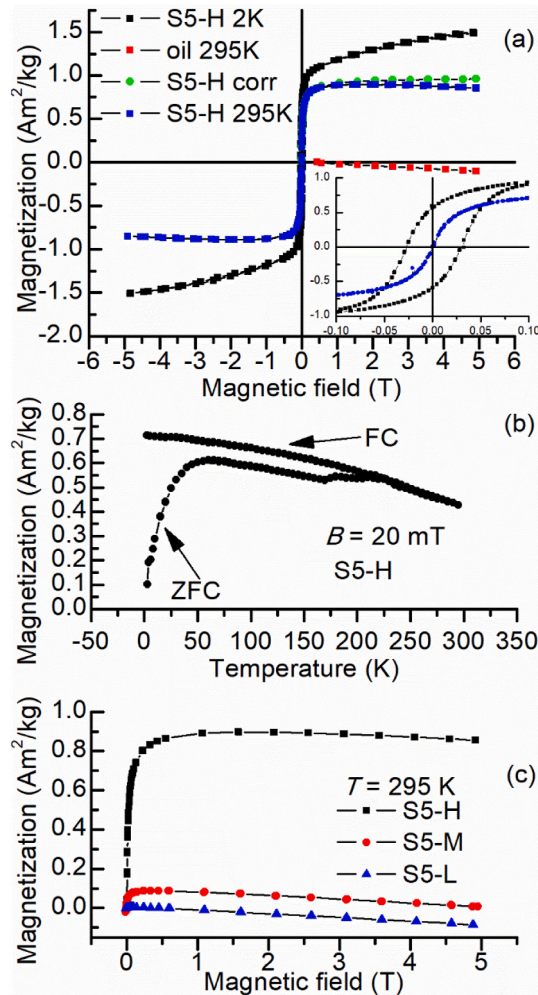 (a)
S5-H 2K
oil 295K
S5-H corr
S5-H 295K
Magnetization (Am²/kg)
1.5
1.0
0.5
0.0
-0.5
-1.0
-1.5
-2.0
-6 -5 -4 -3 -2 -1 0 1 2 3 4 5 6
Magnetic field (T)
1.0
0.5
0.0
-0.5
-1.0
-0.10 -0.05 0.00 0.05 0.10
(b)
Magnetization (Am²/kg)
0.8
0.7
0.6
0.5
0.4
0.3
0.2
0.1
0.0
FC
ZFC
B = 20 mT
S5-H
-50 0 50 100 150 200 250 300 350
Temperature (K)
(c)
Magnetization (Am²/kg)
1.0
0.8
0.6
0.4
0.2
0.0
T = 295 K
S5-H
S5-M
S5-L
0 1 2 3 4 5
Magnetic field (T)